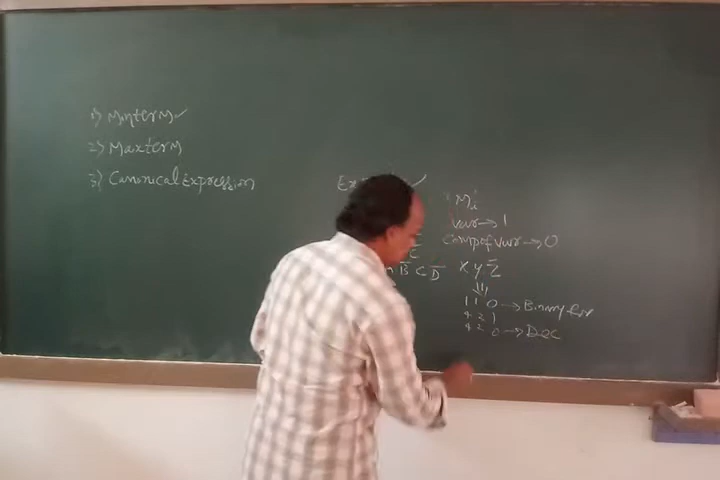 1) Minterm ✓
2) Maxterm
3) Canonical Expression
Ex
mi
Var → 1
Comp of Var → 0
C
C
B̅ C D̅ x y z̅
1 1 0 → Binary for
4 2 1
4 2 0 → Dec